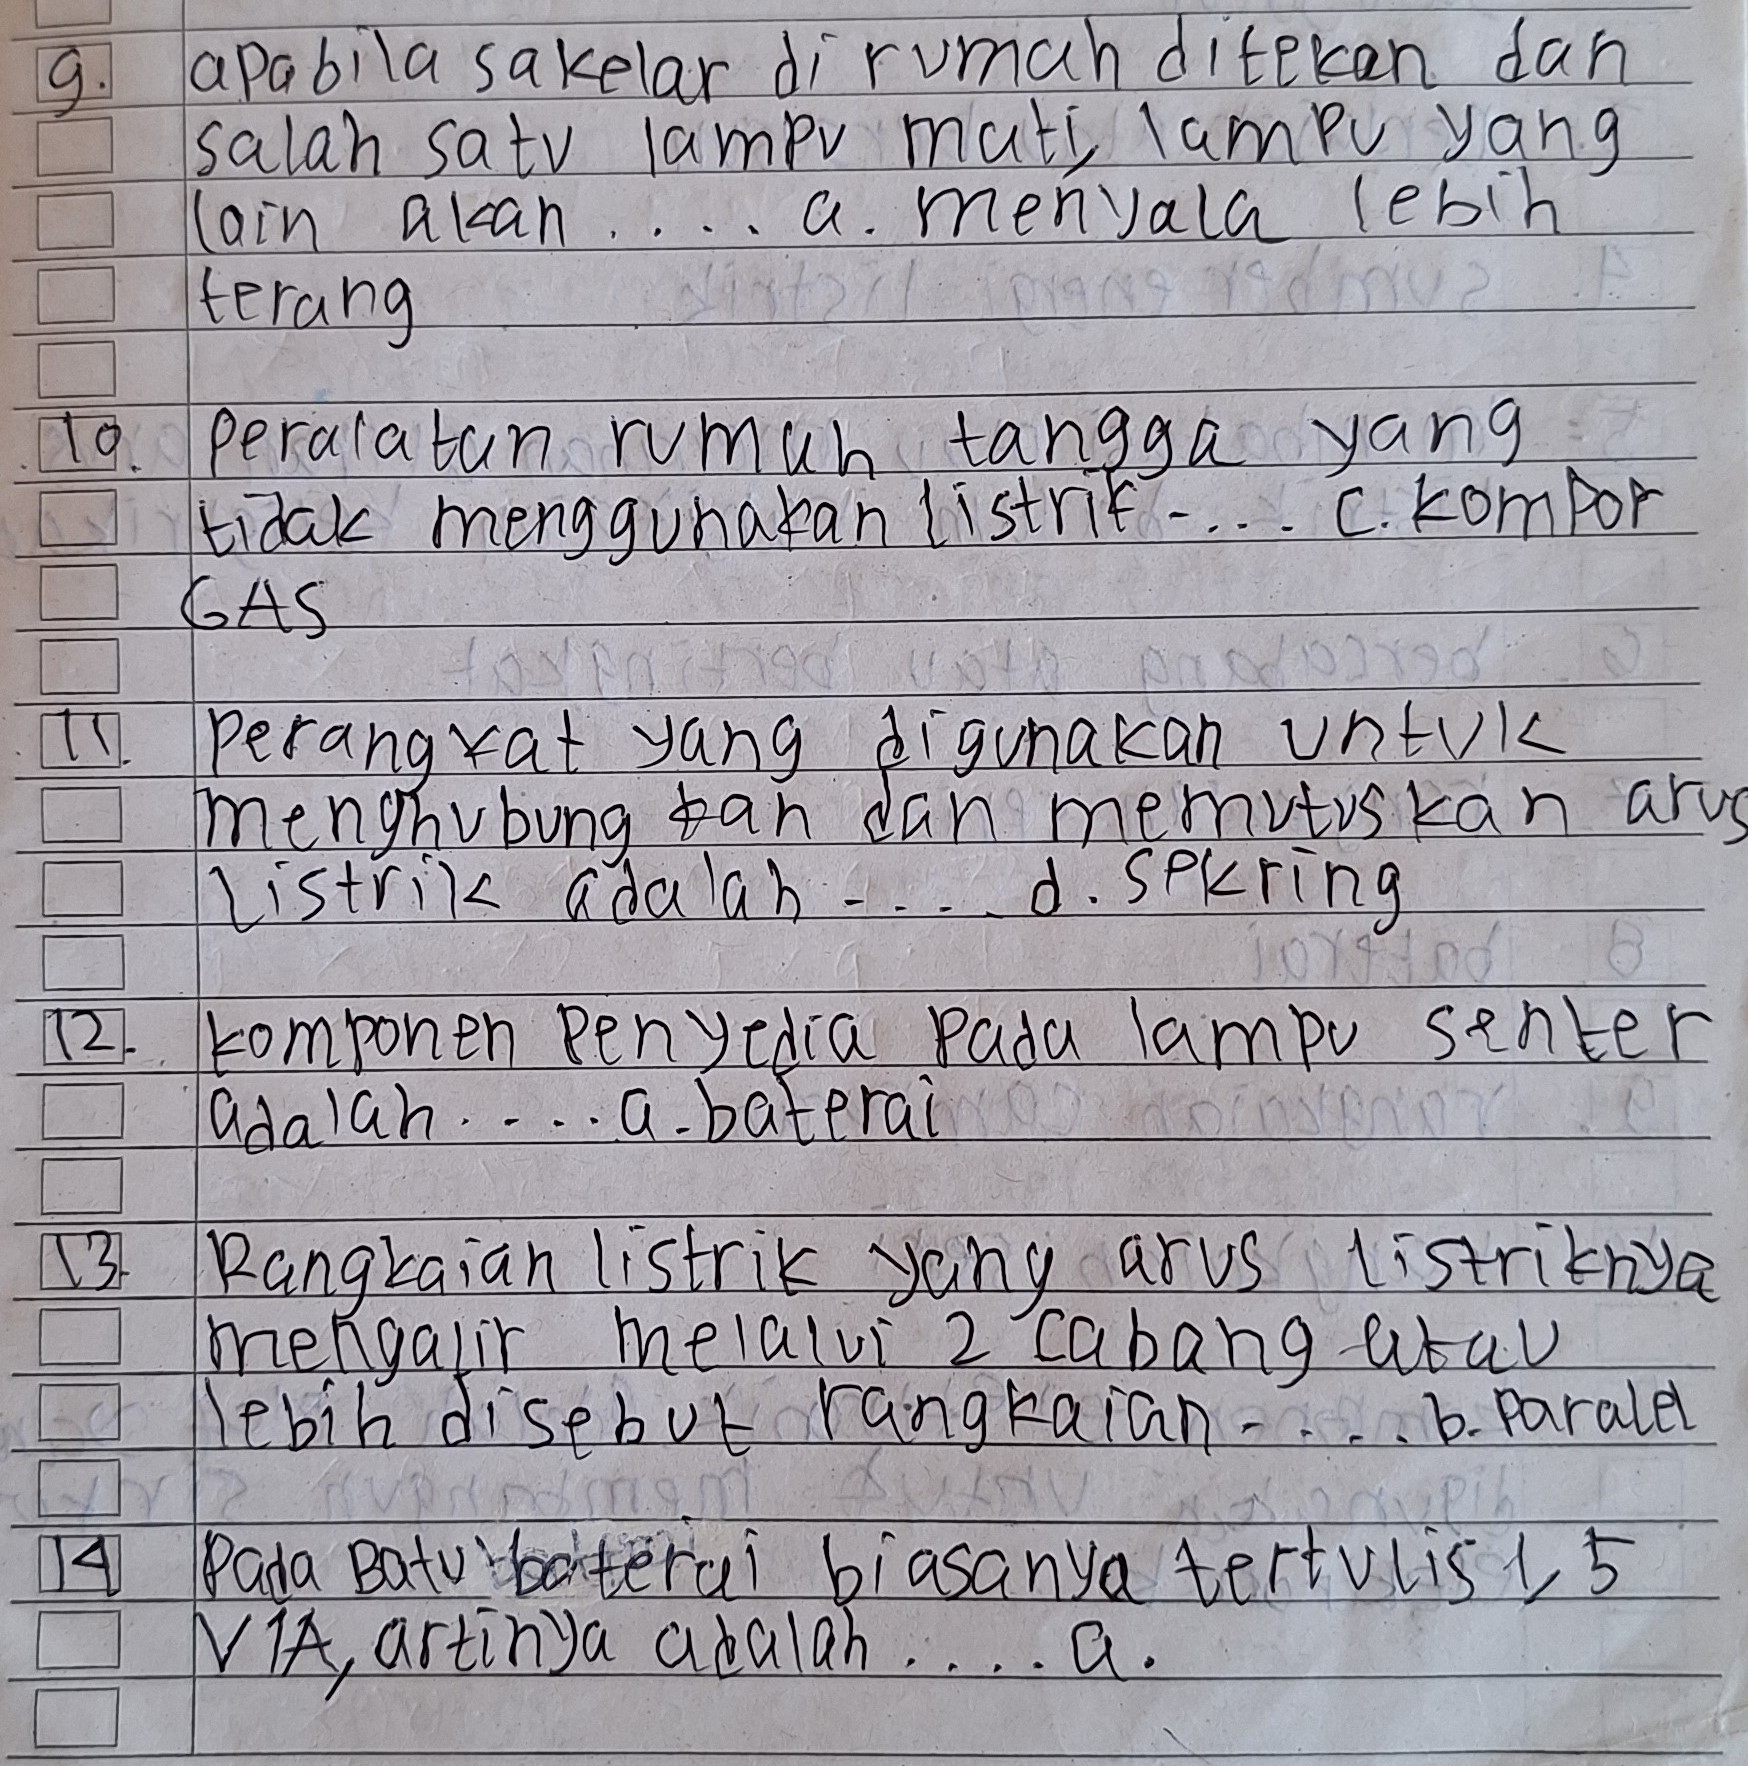 9. apabila sakelar di rumah ditekan dan
salah satu lampu mati, lampu yang
lain akan .... a. menyala lebih
terang
10. Peralatan rumah tangga yang
tidak menggunakan listrik .... c. kompor
GAS
11. Perangkat yang digunakan untuk
menghubungkan dan memutuskan arus
listrik adalah .... d. sekring
12. komponen Penyedia Pada lampu senter
adalah .... a. baterai
13. Rangkaian listrik yang arus listriknya
mengalir melalui 2 cabang atau
lebih disebut rangkaian .... b. Paralel
14 Pada Batu baterai biasanya tertulis 1,5
V1A, artinya adalah .... a.